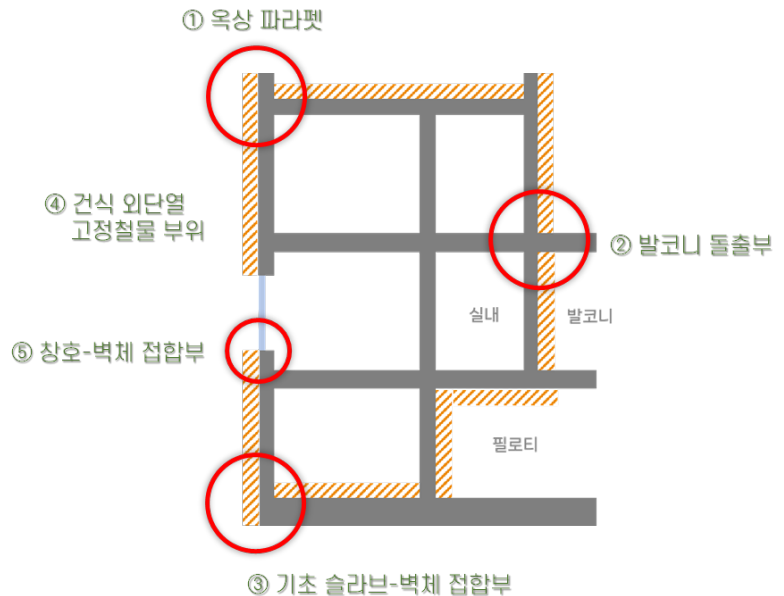 ① 옥상 파라펫
④ 건식 외단열
고정철물 부위
② 발코니 돌출부
실내
발코니
⑤ 창호-벽체 접합부
필로티
③ 기초 슬라브-벽체 접합부